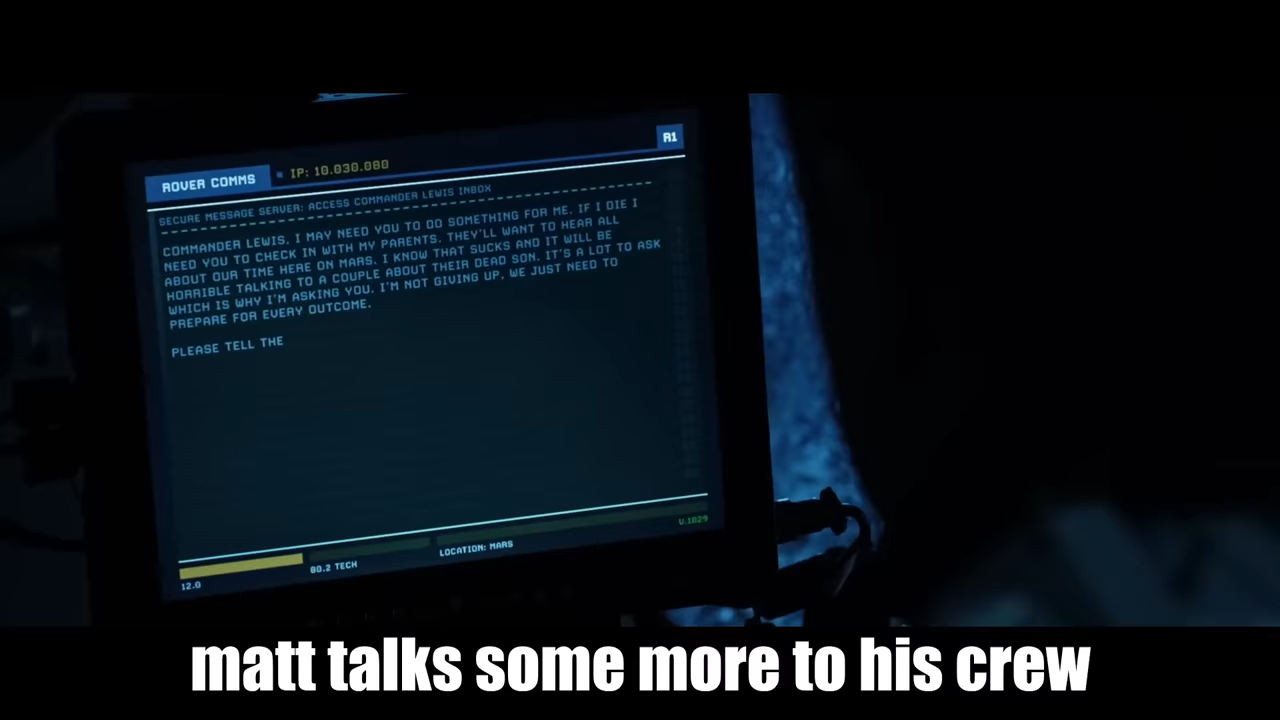 A1
ROVER COMMS
IP: 10.030.080
SECURE MESSAGE SERVER: ACCESS COMMANDER LEWIS INBOX
COMMANDER LEWIS, I MAY NEED YOU TO DO SOMETHING FOR ME. IF I DIE I
NEED YOU TO CHECK IN WITH MY PARENTS. THEY'LL WANT TO HEAR ALL
ABOUT OUR TIME HERE ON MARS. I KNOW THAT SUCKS AND IT WILL BE
HORRIBLE TALKING TO A COUPLE ABOUT THEIR DEAD SON. IT'S A LOT TO ASK
WHICH IS WHY I'M ASKING YOU. I'M NOT GIVING UP, WE JUST NEED TO
PREPARE FOR EVERY OUTCOME.
PLEASE TELL THE
V.1029
12.0
80.2 TECH
LOCATION: MARS
matt talks some more to his crew